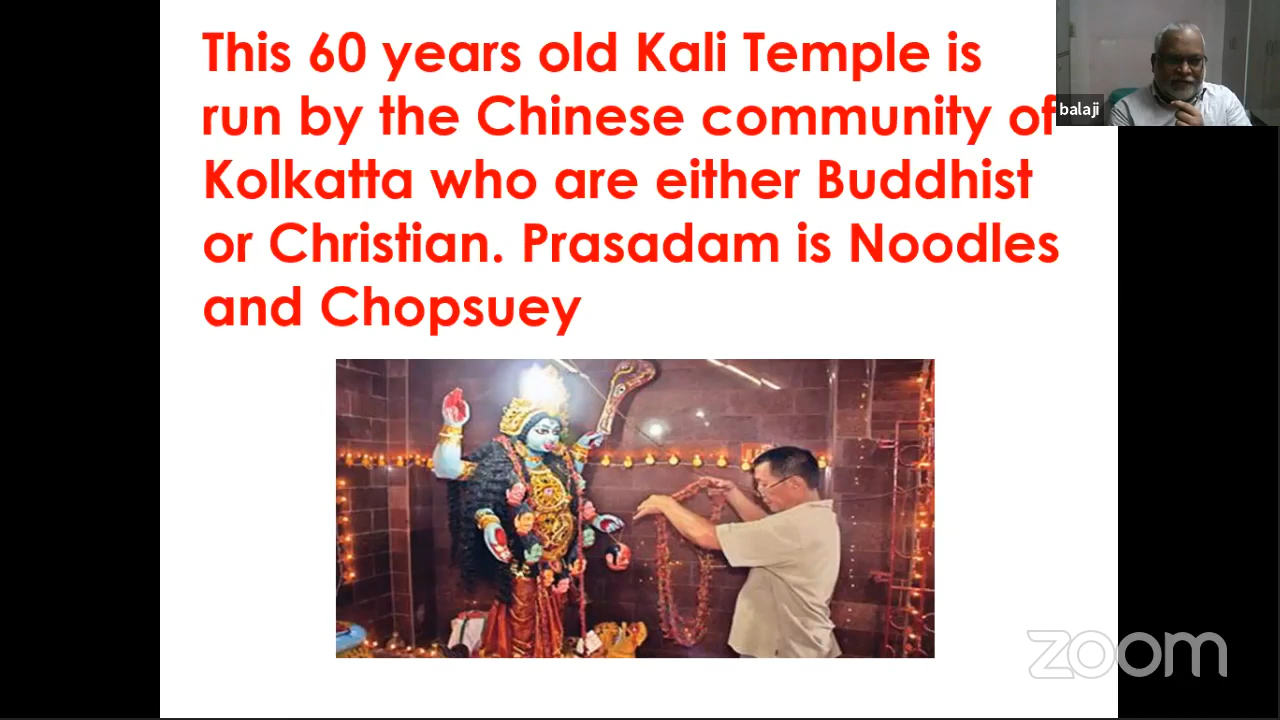 This 60 years old Kali Temple is
run by the Chinese community of
Kolkatta who are either Buddhist
or Christian. Prasadam is Noodles
and Chopsuey
balaji
zoom